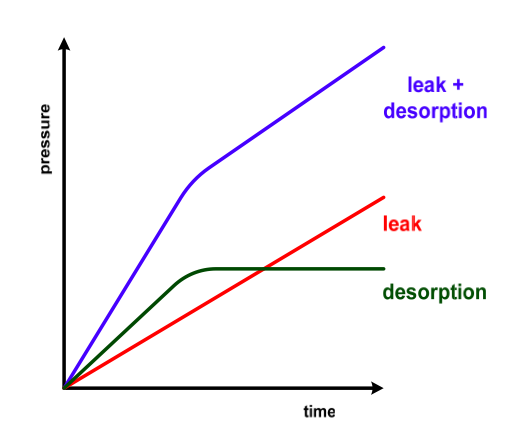 leak +
desorption
pressure
leak
desorption
time